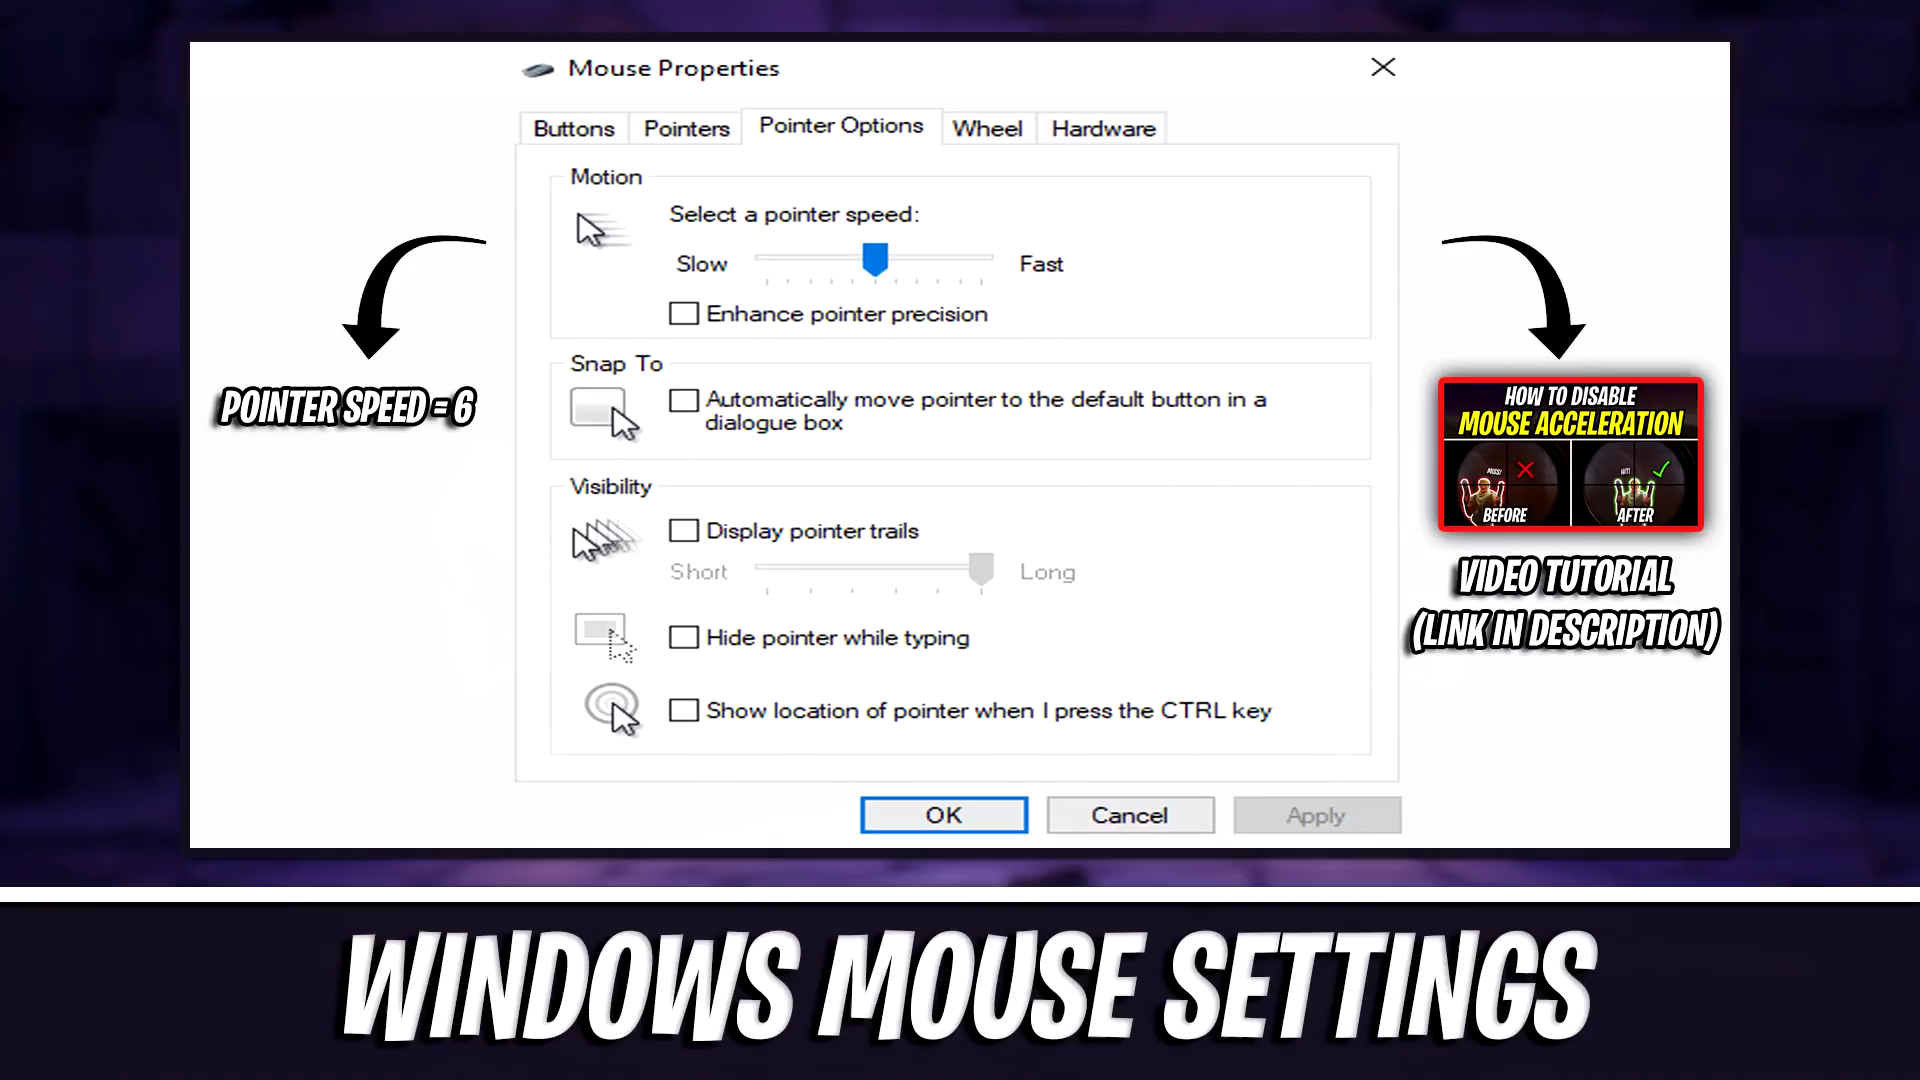 Mouse Properties
Buttons Pointers Pointer Options Wheel Hardware
Motion
Select a pointer speed:
Slow Fast
Enhance pointer precision
Snap To
Automatically move pointer to the default button in a
dialogue box
Visibility
Display pointer trails
Short Long
Hide pointer while typing
Show location of pointer when I press the CTRL key
OK Cancel Apply
POINTER SPEED = 6
HOW TO DISABLE
MOUSE ACCELERATION
MISS! HIT!
BEFORE AFTER
VIDEO TUTORIAL
(LINK IN DESCRIPTION)
WINDOWS MOUSE SETTINGS